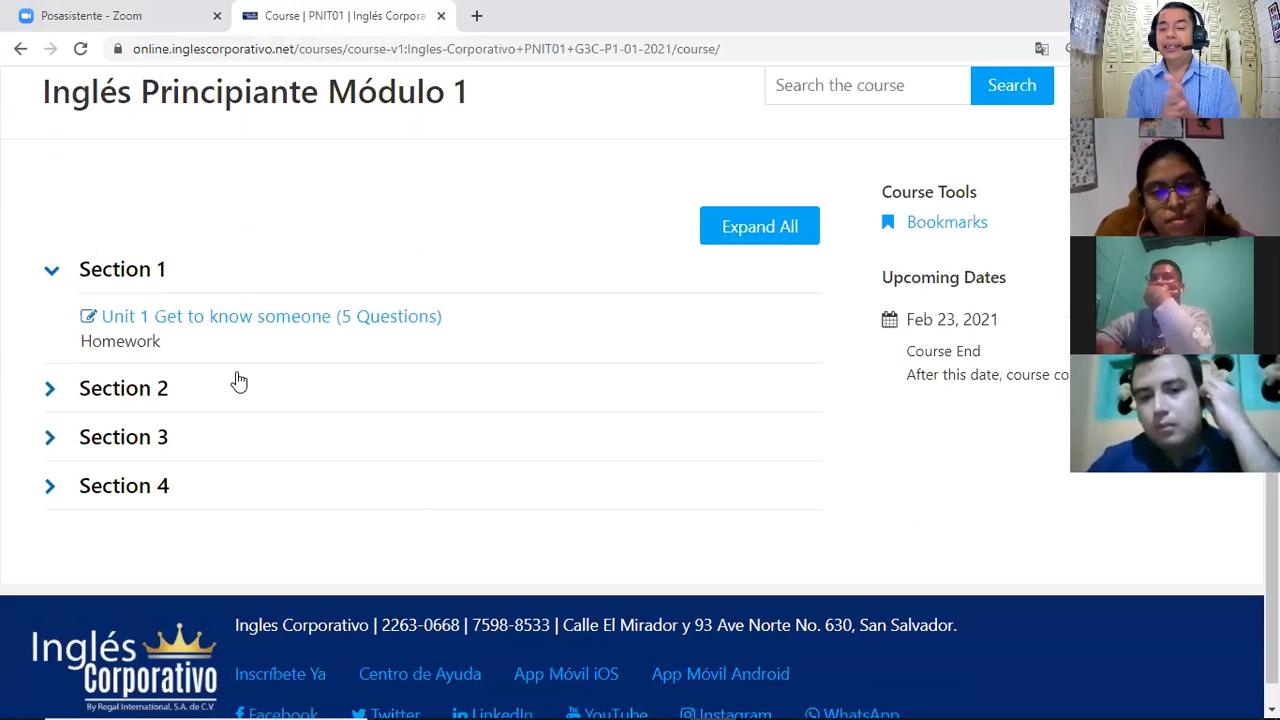 Posasistente - Zoom
Course | PNIT01 | Inglés Corpora
online.inglescorporativo.net/courses/course-v1:Ingles-Corporativo+PNIT01+G3C-P1-01-2021/course/
Inglés Principiante Módulo 1
Search the course
Search
Expand All
Section 1
Unit 1 Get to know someone (5 Questions)
Homework
Section 2
Section 3
Section 4
Course Tools
Bookmarks
Upcoming Dates
Feb 23, 2021
Course End
After this date, course co
Inglés
Corporativo
By Regal International, S.A. de C.V.
Ingles Corporativo | 2263-0668 | 7598-8533 | Calle El Mirador y 93 Ave Norte No. 630, San Salvador.
Inscríbete Ya
Centro de Ayuda
App Móvil iOS
App Móvil Android
Facebook
Twitter
LinkedIn
YouTube
Instagram
WhatsApp